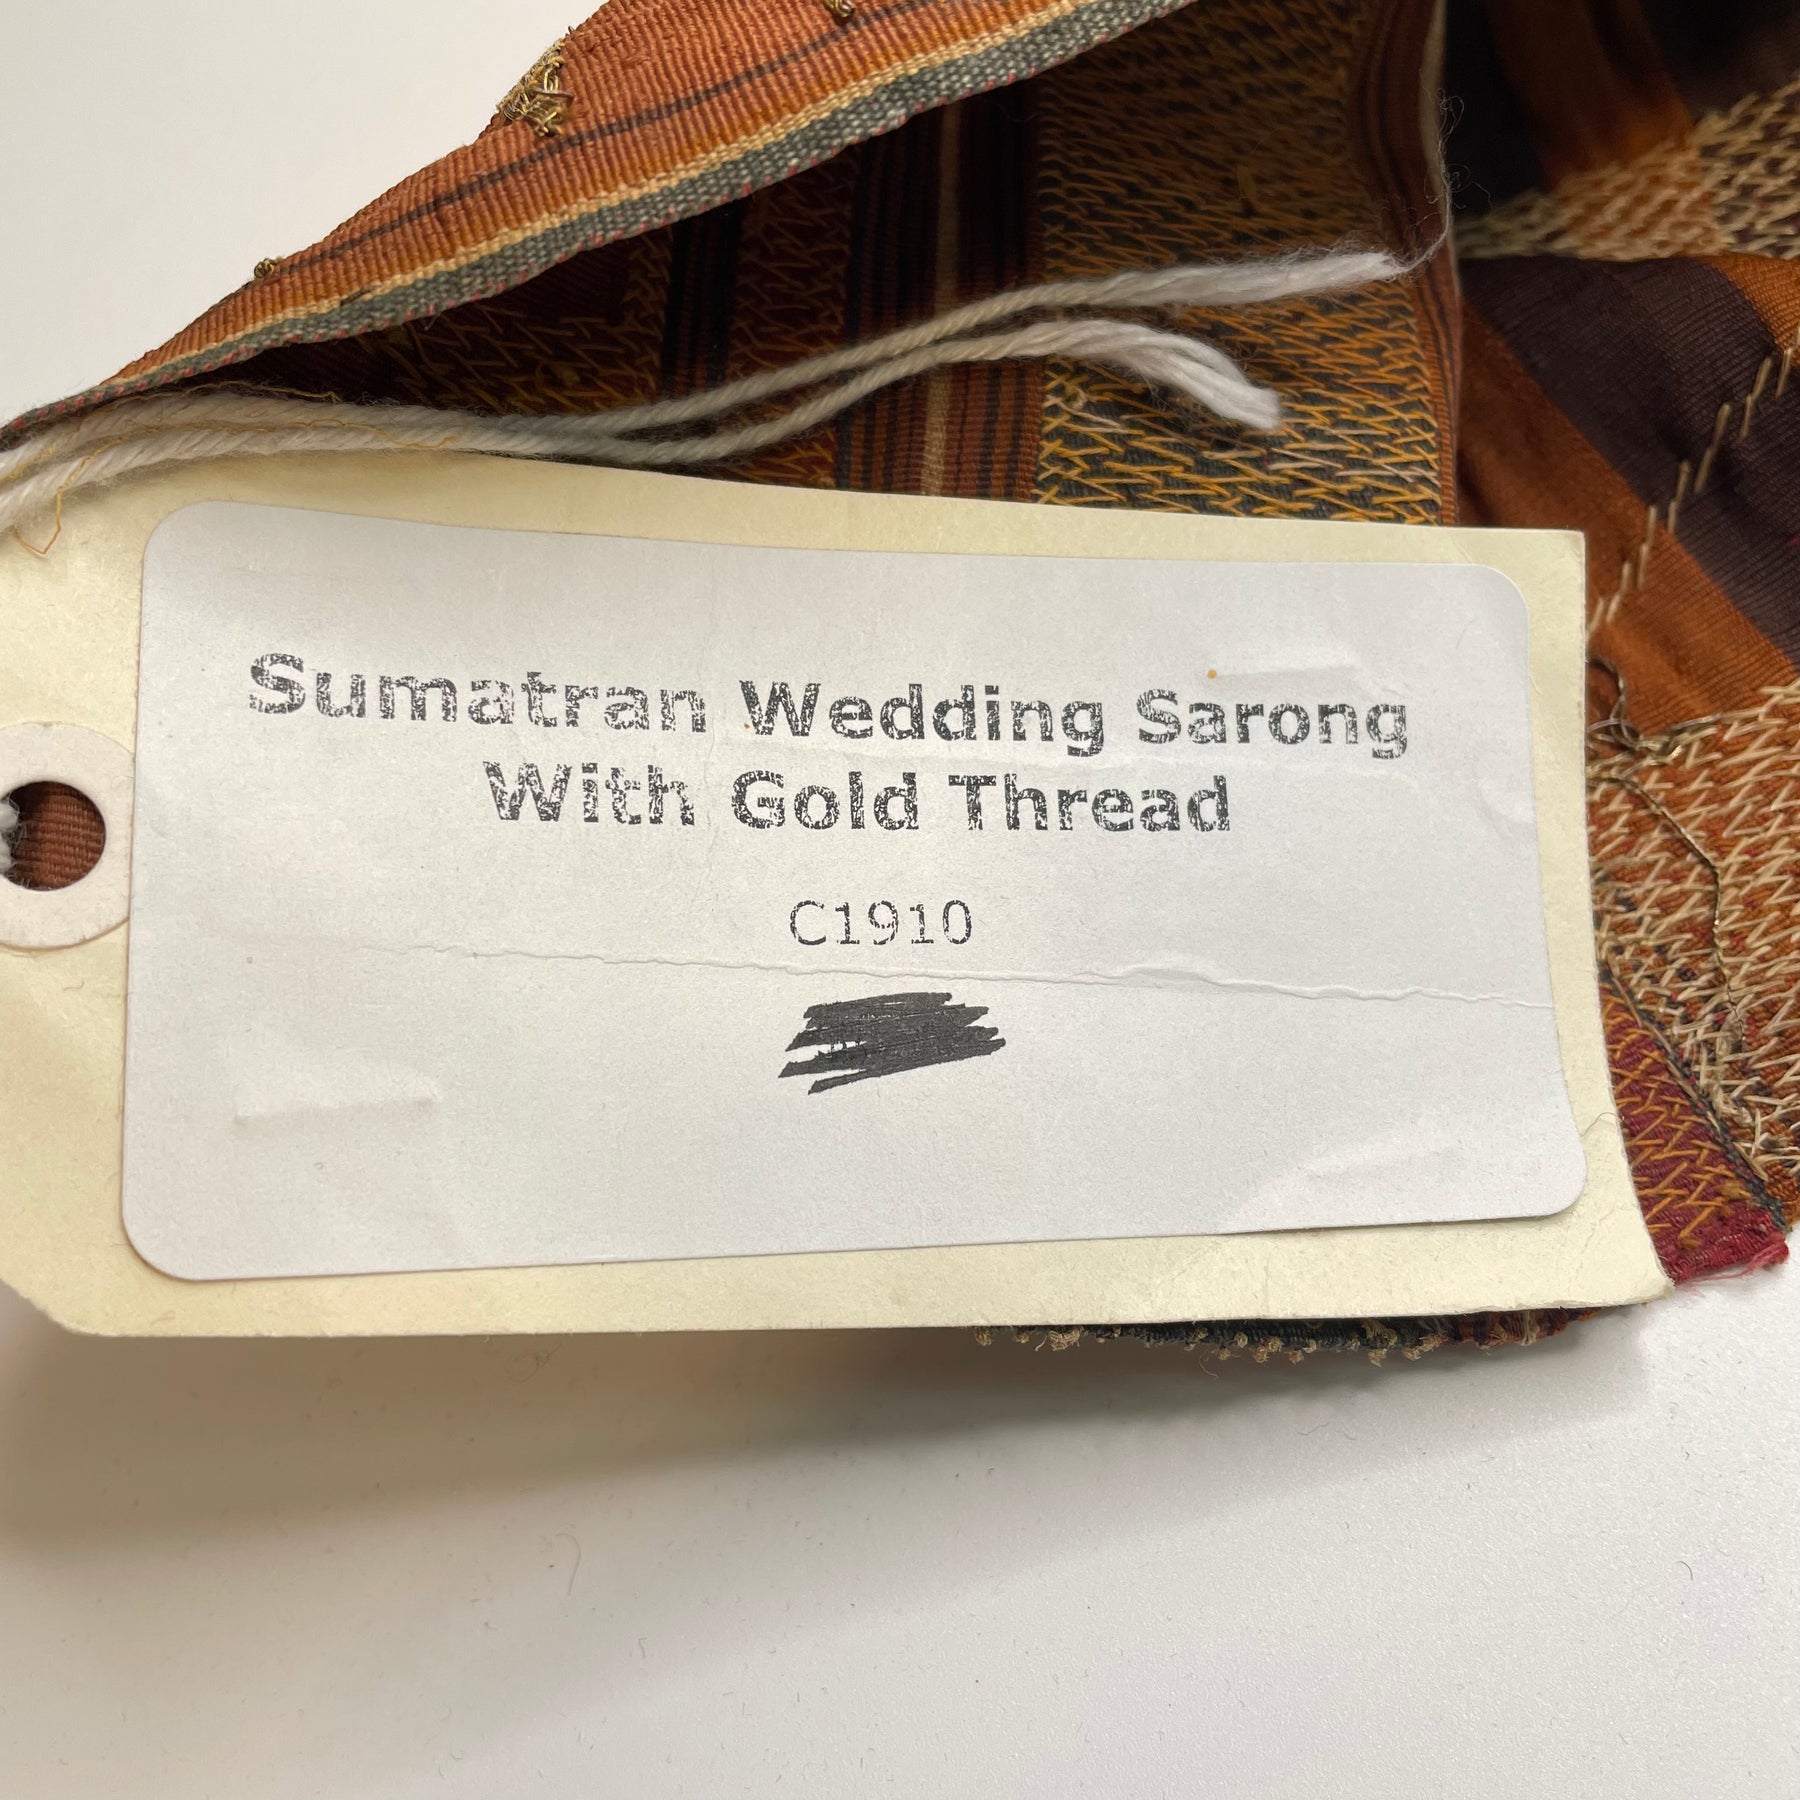 Sumatran Wedding Sarong
With Gold Thread
C1910